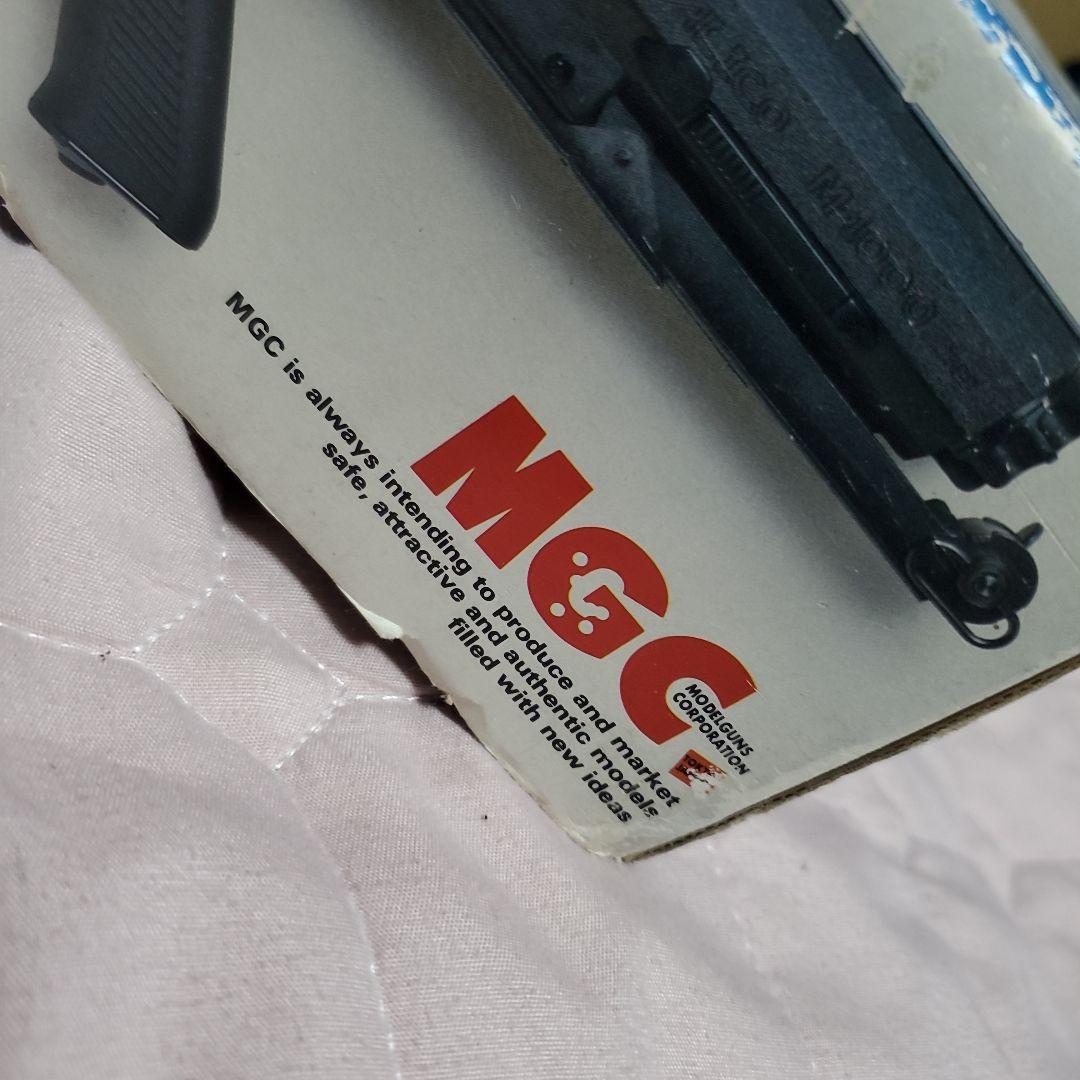 MGC
MODELGUNS
CORPORATION
MGC is always intending to produce and market
safe, attractive and authentic models
filled with new ideas